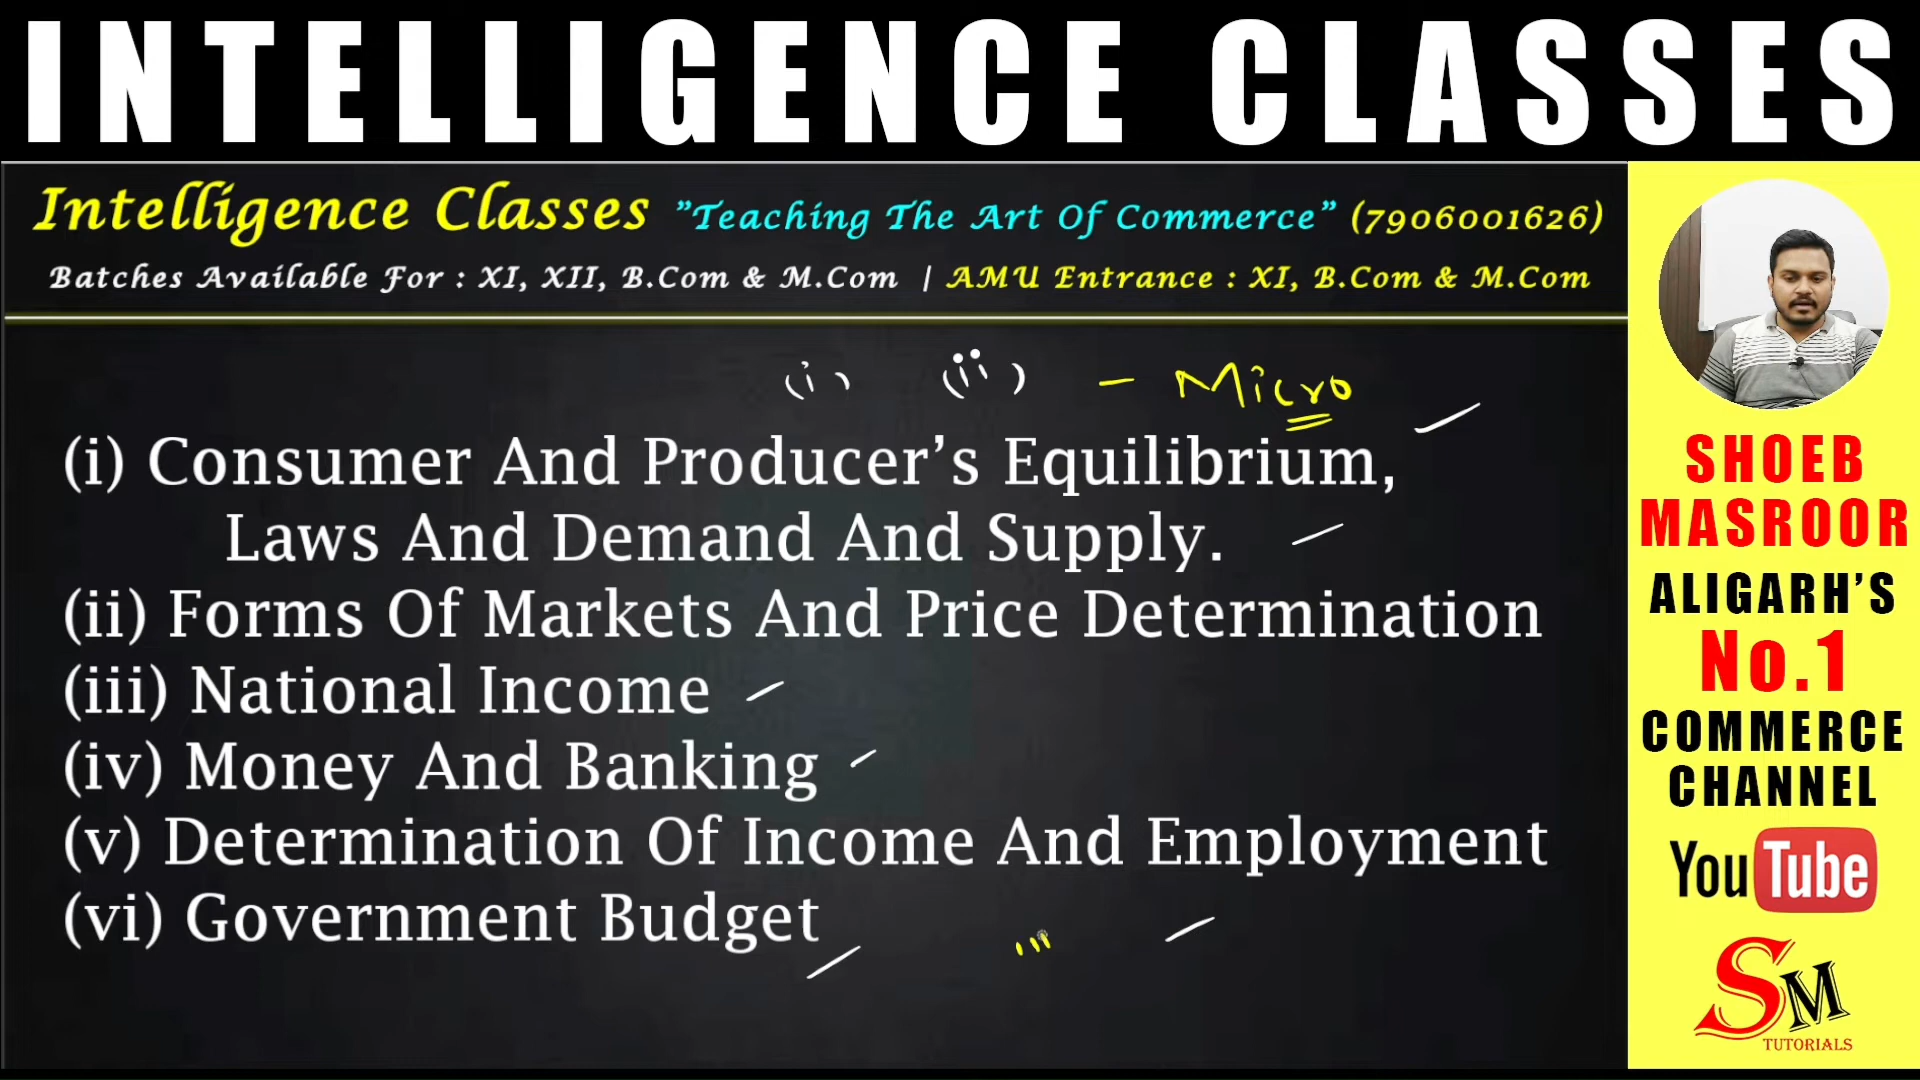 INTELLIGENCE CLASSES
Intelligence Classes "Teaching The Art Of Commerce" (7906001626)
Batches Available For : XI, XII, B.Com & M.Com | AMU Entrance : XI, B.Com & M.Com
(i) (ii) - Micro
(i) Consumer And Producer's Equilibrium,
Laws And Demand And Supply.
(ii) Forms Of Markets And Price Determination
(iii) National Income
(iv) Money And Banking
(v) Determination Of Income And Employment
(vi) Government Budget
SHOEB
MASROOR
ALIGARH'S
No.1
COMMERCE
CHANNEL
YouTube
SM
TUTORIALS